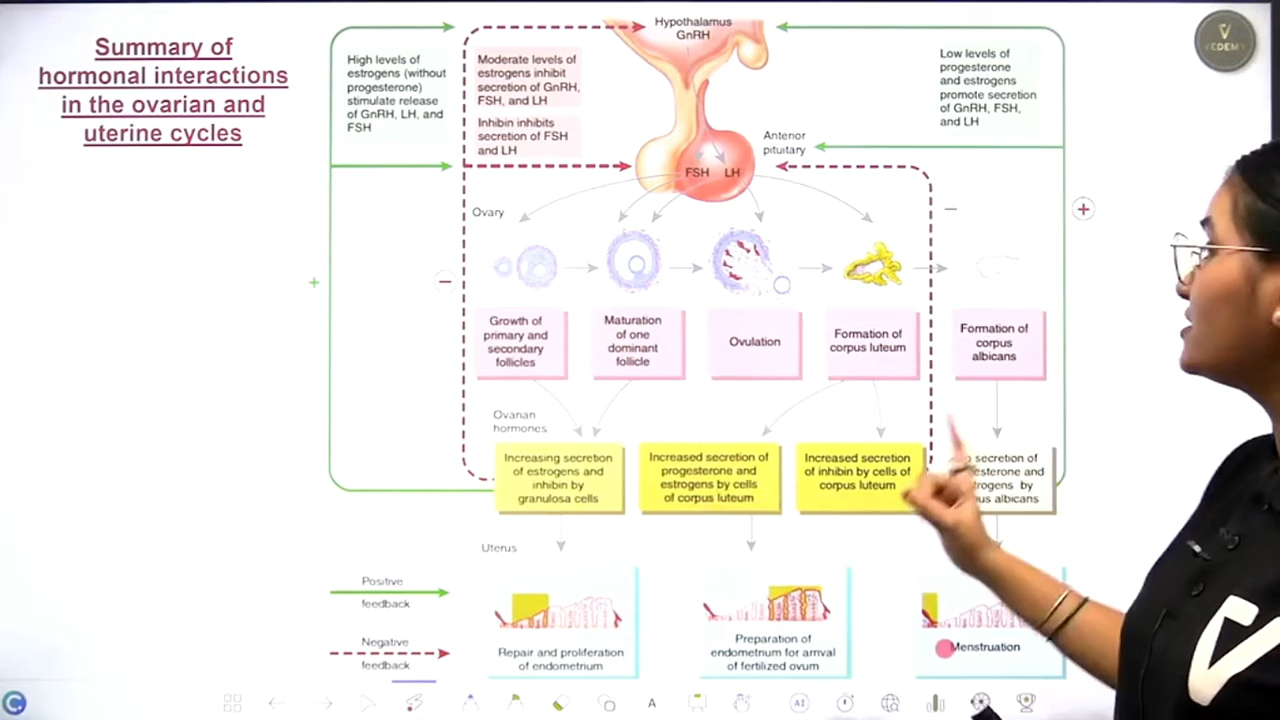 Summary of
hormonal interactions
in the ovarian and
uterine cycles
High levels of
estrogens (without
progesterone)
stimulate release
of GnRH, LH, and
FSH
Moderate levels of
estrogens inhibit
secretion of GnRH,
FSH, and LH
Inhibin inhibits
secretion of FSH
and LH
Hypothalamus
GnRH
Low levels of
progesterone
and estrogens
promote secretion
of GnRH, FSH,
and LH
VEDEMY
Anterior
pituitary
FSH LH
Ovary
Growth of
primary and
secondary
follicles
Maturation
of one
dominant
follicle
Ovulation
Formation of
corpus luteum
Formation of
corpus
albicans
Ovarian
hormones
Increasing secretion
of estrogens and
inhibin by
granulosa cells
Increased secretion of
progesterone and
estrogens by cells
of corpus luteum
Increased secretion
of inhibin by cells of
corpus luteum
secretion of
and
by
albicans
Uterus
Positive
feedback
Negative
feedback
Repair and proliferation
of endometrium
Preparation of
endometrium for arrival
of fertilized ovum
Menstruation
A
AI